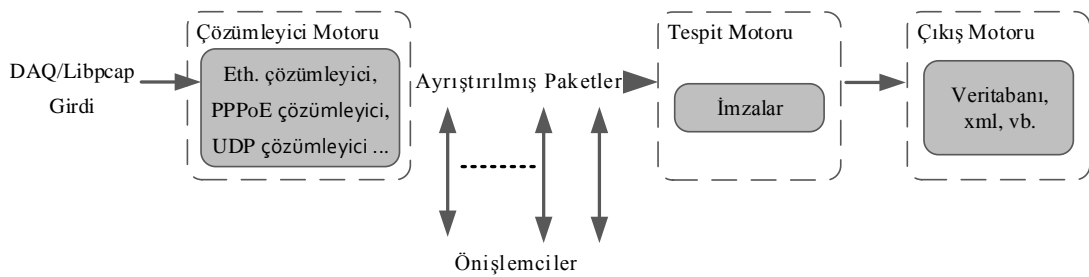 DAQ/Libpcap
Girdi
Çözümleyici Motoru
Eth. çözümleyici,
PPPoE çözümleyici,
UDP çözümleyici ...
Ayrıştırılmış Paketler
Önişlemciler
Tespit Motoru
İmzalar
Çıkış Motoru
Veritabanı,
xml, vb.